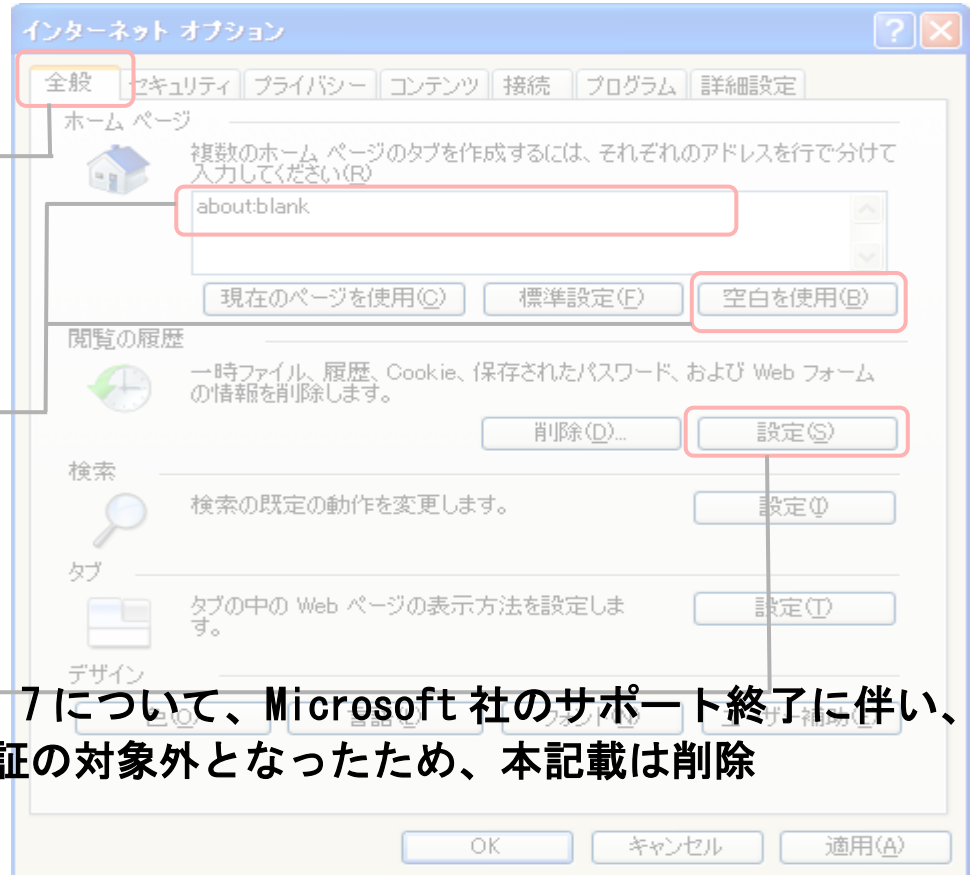 インターネット オプション
全般 セキュリティ プライバシー コンテンツ 接続 プログラム 詳細設定
ホーム ページ
複数のホーム ページのタブを作成するには、それぞれのアドレスを行で分けて
入力してください(R)
about:blank
現在のページを使用(C) 標準設定(F) 空白を使用(B)
閲覧の履歴
一時ファイル、履歴、Cookie、保存されたパスワード、および Web フォーム
の情報を削除します。
削除(D)... 設定(S)
検索
検索の既定の動作を変更します。 設定(I)
タブ
タブの中の Web ページの表示方法を設定しま
す。
設定(T)
デザイン
7について、Microsoft 社のサポート終了に伴い、
証の対象外となったため、本記載は削除
OK キャンセル 適用(A)